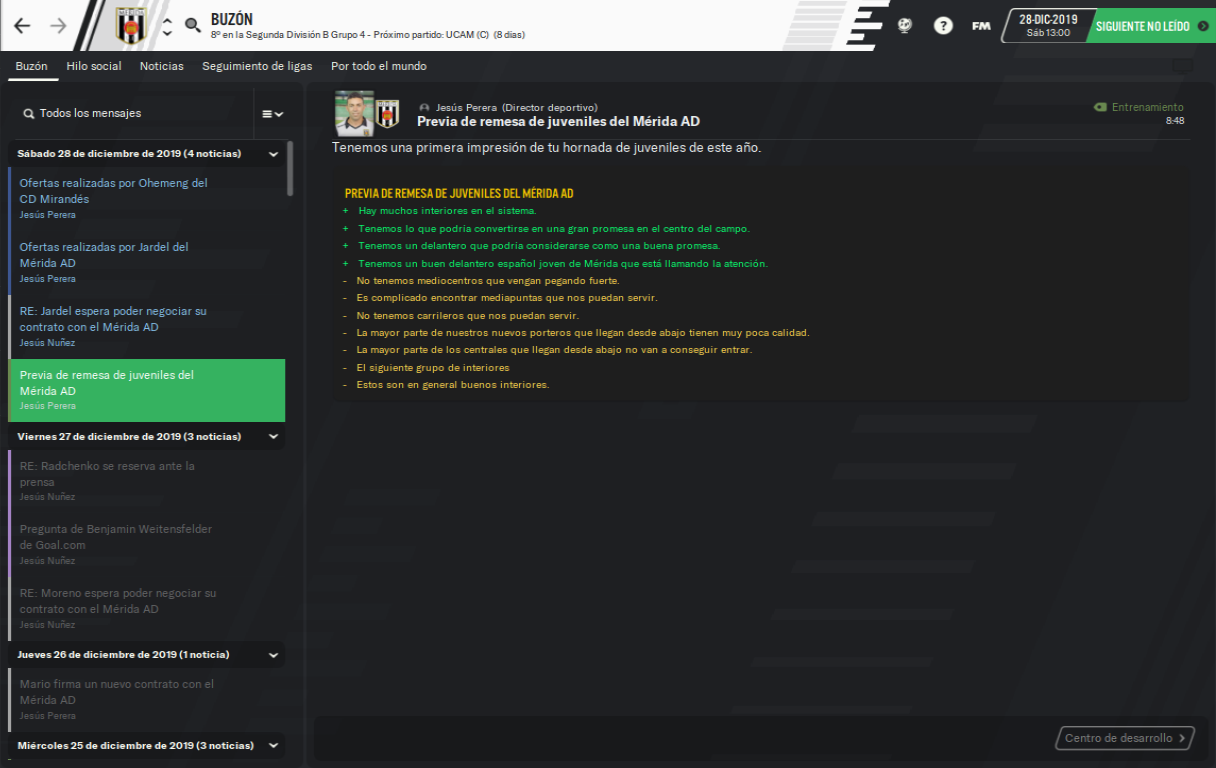 BUZÓN
8º en la Segunda División B Grupo 4 - Próximo partido: UCAM (C) (8 días)
?
FM
28-DIC-2019
Sáb 13:00
SIGUIENTE NO LEÍDO
Buzón Hilo social Noticias Seguimiento de ligas Por todo el mundo
Todos los mensajes
Sábado 28 de diciembre de 2019 (4 noticias)
Ofertas realizadas por Ohemeng del
CD Mirandés
Jesús Perera
Ofertas realizadas por Jardel del
Mérida AD
Jesús Perera
RE: Jardel espera poder negociar su
contrato con el Mérida AD
Jesús Nuñez
Previa de remesa de juveniles del
Mérida AD
Jesús Perera
Viernes 27 de diciembre de 2019 (3 noticias)
RE: Radchenko se reserva ante la
prensa
Jesús Nuñez
Pregunta de Benjamin Weitensfelder
de Goal.com
Jesús Nuñez
RE: Moreno espera poder negociar su
contrato con el Mérida AD
Jesús Nuñez
Jueves 26 de diciembre de 2019 (1 noticia)
Mario firma un nuevo contrato con el
Mérida AD
Jesús Perera
Miércoles 25 de diciembre de 2019 (3 noticias)
Jesús Perera (Director deportivo)
Previa de remesa de juveniles del Mérida AD
Entrenamiento
8:48
Tenemos una primera impresión de tu hornada de juveniles de este año.
PREVIA DE REMESA DE JUVENILES DEL MÉRIDA AD
+ Hay muchos interiores en el sistema.
+ Tenemos lo que podría convertirse en una gran promesa en el centro del campo.
+ Tenemos un delantero que podría considerarse como una buena promesa.
+ Tenemos un buen delantero español joven de Mérida que está llamando la atención.
- No tenemos mediocentros que vengan pegando fuerte.
- Es complicado encontrar mediapuntas que nos puedan servir.
- No tenemos carrileros que nos puedan servir.
- La mayor parte de nuestros nuevos porteros que llegan desde abajo tienen muy poca calidad.
- La mayor parte de los centrales que llegan desde abajo no van a conseguir entrar.
- El siguiente grupo de interiores
- Estos son en general buenos interiores.
Centro de desarrollo